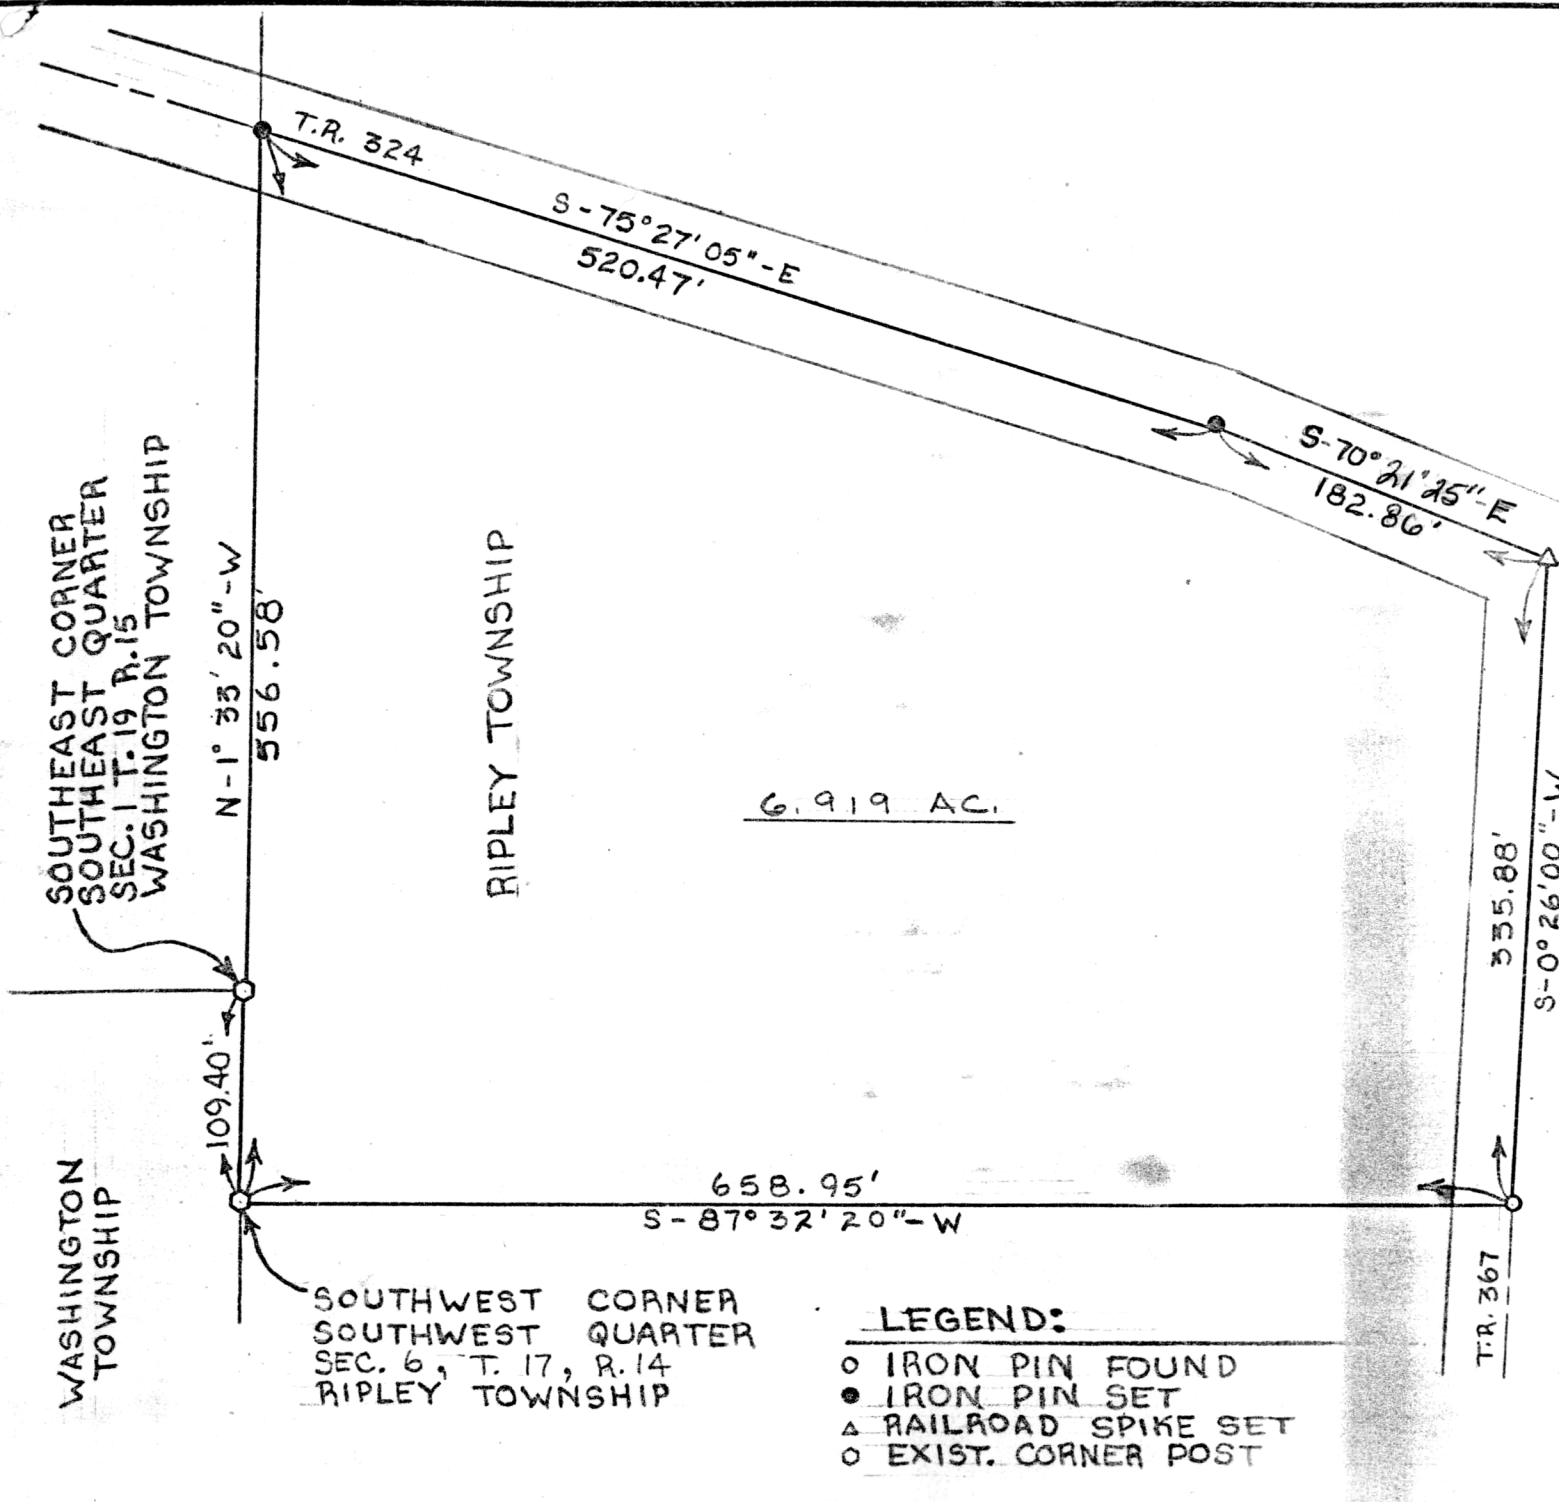 T.R. 324
S-75°27'05"-E
520.47'
S-70°21'25"-E
182.86'
SOUTHEAST CORNER
SOUTHEAST QUARTER
SEC. 1 T.19 R.15
WASHINGTON TOWNSHIP
N-1° 33' 20"-W
556.58'
RIPLEY TOWNSHIP
6.919 AC.
335.88'
S-0°26'00"-W
109.40'
WASHINGTON
TOWNSHIP
658.95'
S-87°32'20"-W
T.R. 367
SOUTHWEST CORNER
SOUTHWEST QUARTER
SEC. 6, T. 17, R.14
RIPLEY TOWNSHIP
LEGEND:
IRON PIN FOUND
IRON PIN SET
RAILROAD SPIKE SET
EXIST. CORNER POST